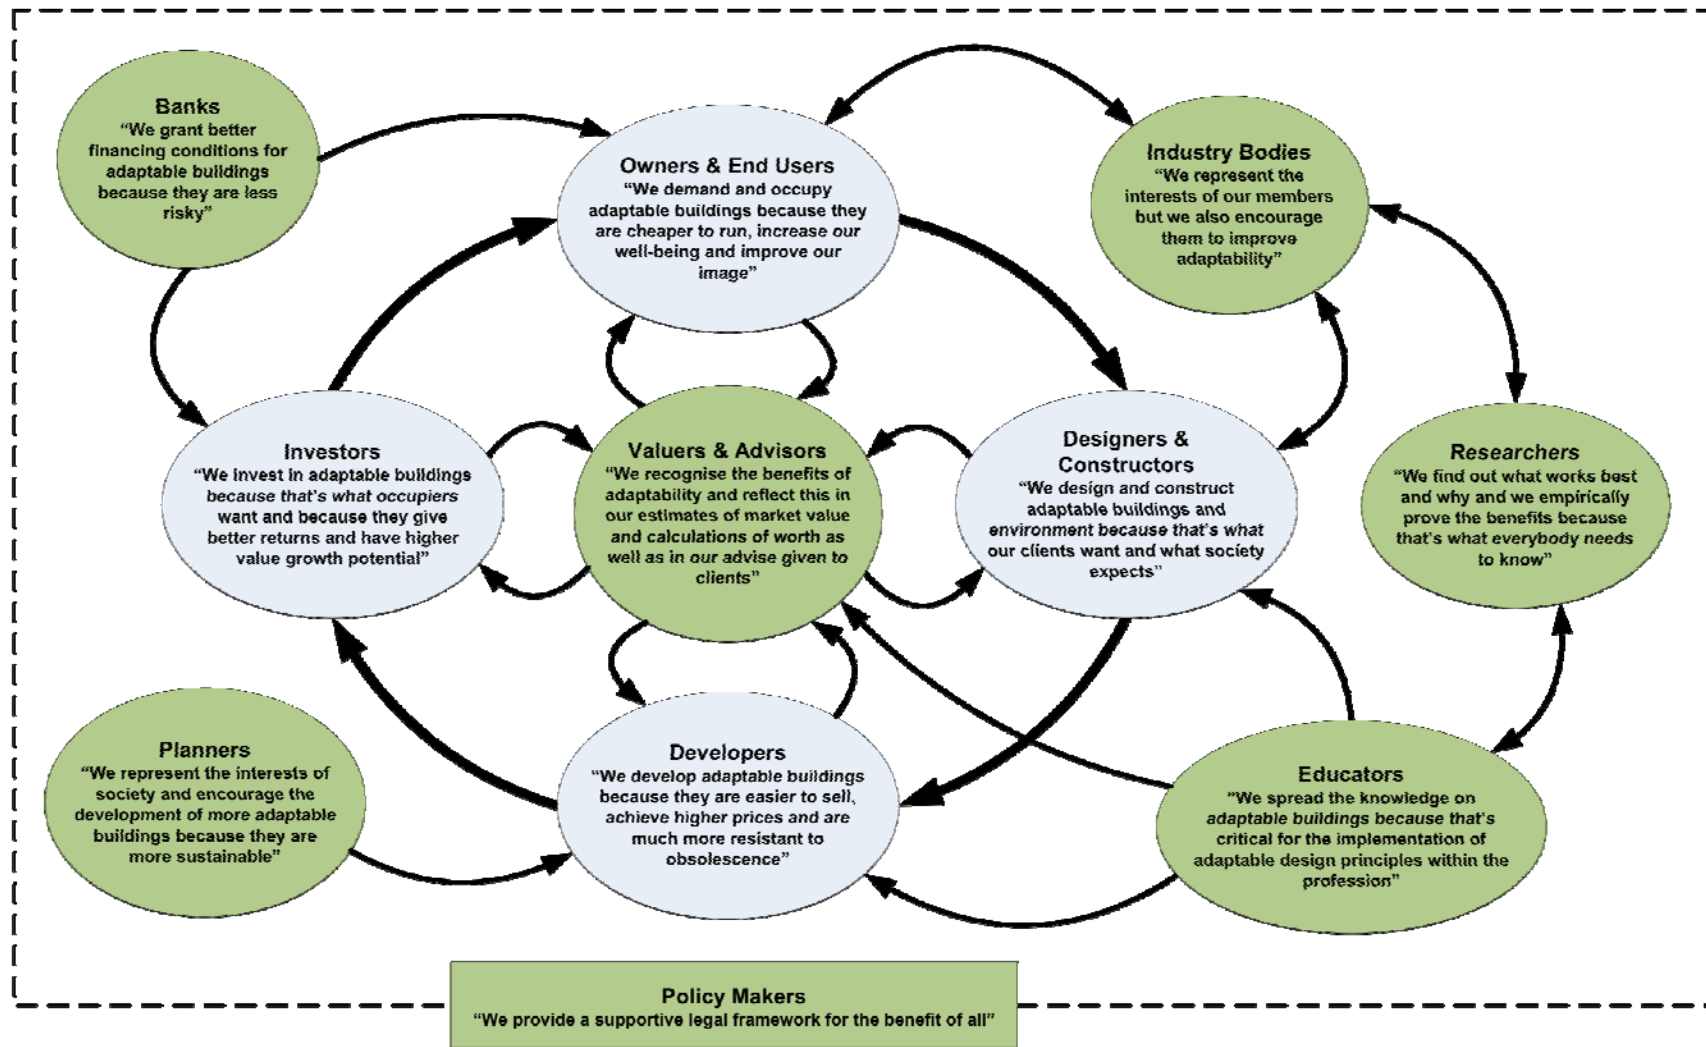 Banks
“We grant better
financing conditions for
adaptable buildings
because they are less
risky”
Owners & End Users
“We demand and occupy
adaptable buildings because they
are cheaper to run, increase our
well-being and improve our
image”
Industry Bodies
“We represent the
interests of our members
but we also encourage
them to improve
adaptability”
Investors
“We invest in adaptable buildings
because that's what occupiers
want and because they give
better returns and have higher
value growth potential”
Valuers & Advisors
“We recognise the benefits of
adaptability and reflect this in
our estimates of market value
and calculations of worth as
well as in our advise given to
clients”
Designers &
Constructors
“We design and construct
adaptable buildings and
environment because that's what
our clients want and what society
expects”
Researchers
“We find out what works best
and why and we empirically
prove the benefits because
that's what everybody needs
to know”
Planners
“We represent the interests of
society and encourage the
development of more adaptable
buildings because they are
more sustainable”
Developers
“We develop adaptable buildings
because they are easier to sell,
achieve higher prices and are
much more resistant to
obsolescence”
Educators
“We spread the knowledge on
adaptable buildings because that's
critical for the implementation of
adaptable design principles within the
profession”
Policy Makers
“We provide a supportive legal framework for the benefit of all”